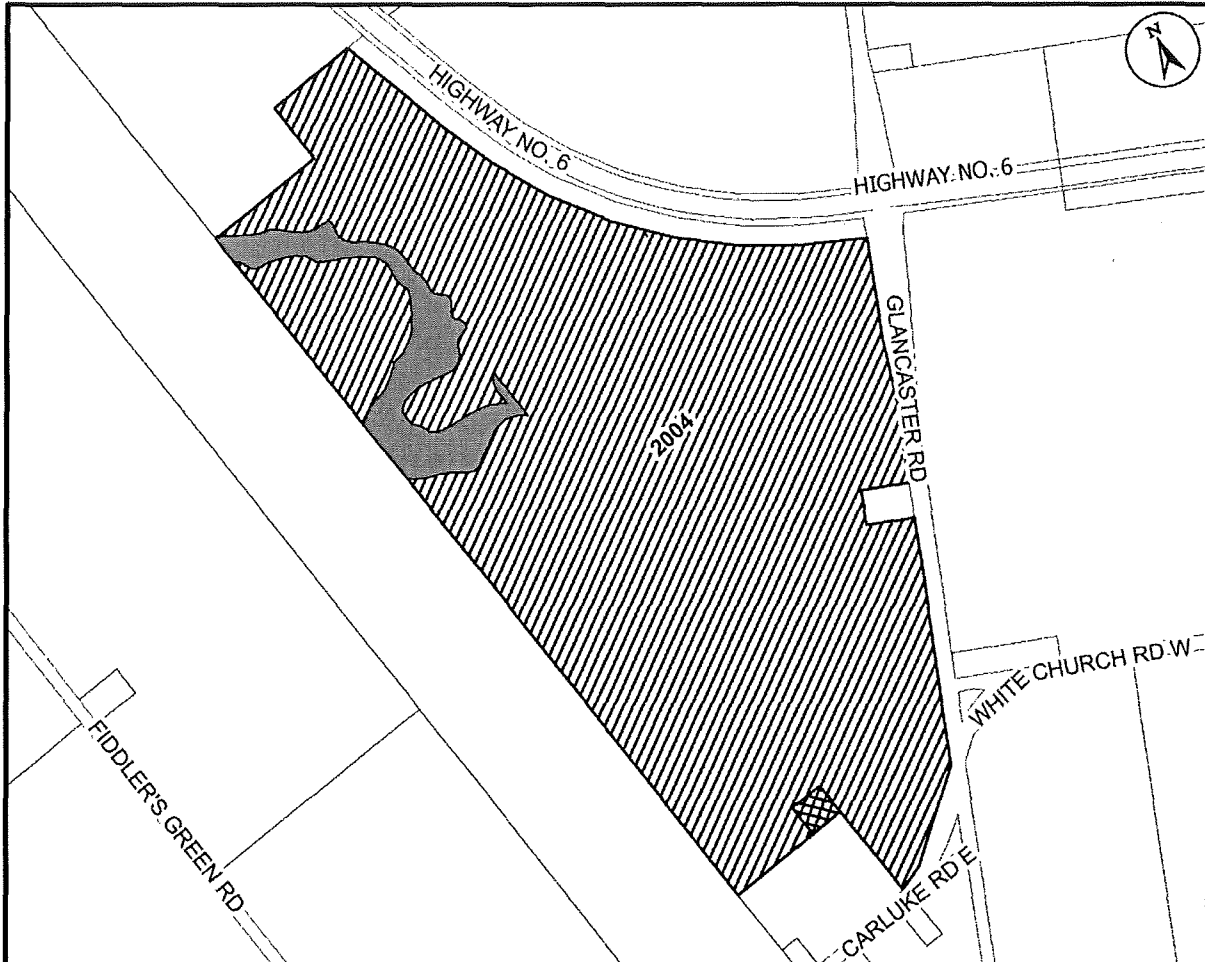 N
HIGHWAY NO. 6
HIGHWAY NO. 6
GLANCASTER RD
2004
WHITE CHURCH RD W
FIDDLER'S GREEN RD
CARLUKE RD E